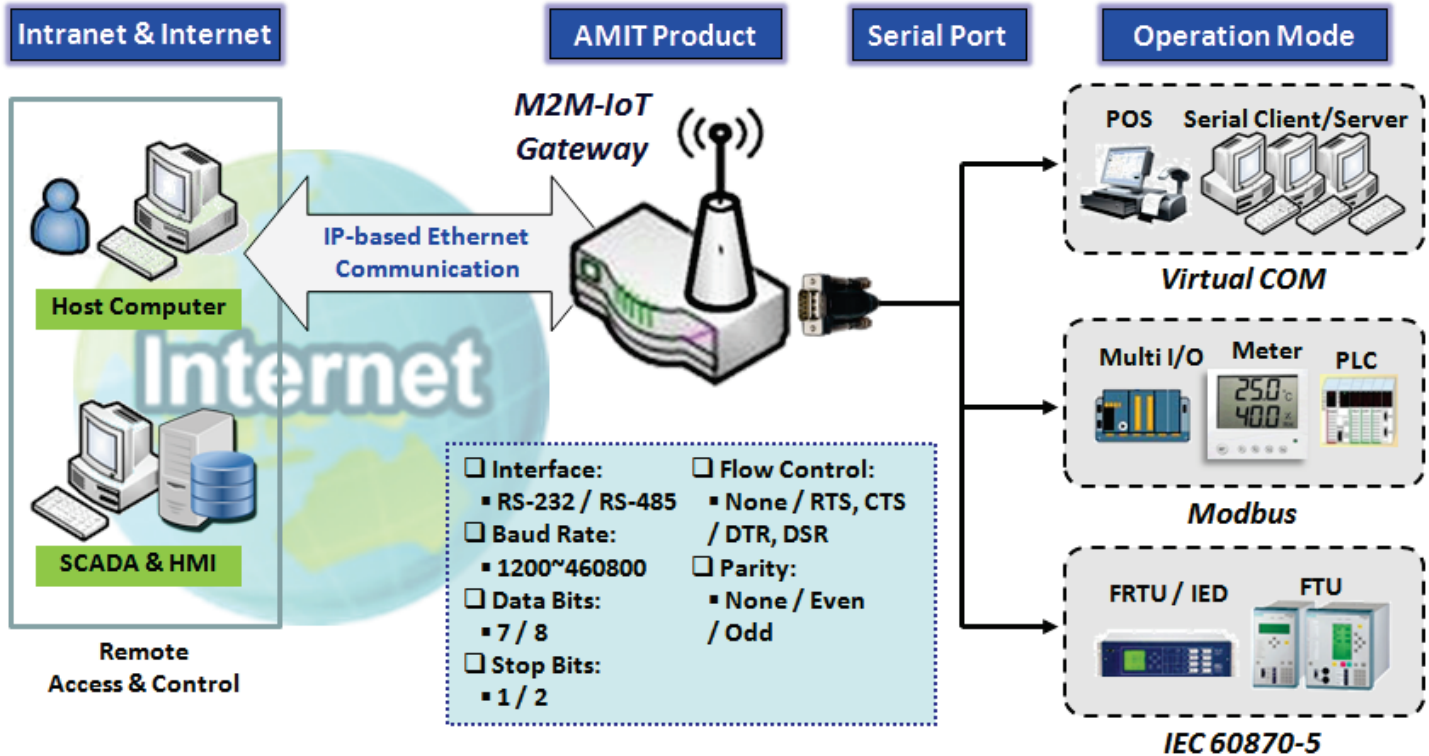 Intranet & Internet
AMIT Product
Serial Port
Operation Mode
M2M-IoT
Gateway
IP-based Ethernet
Communication
Host Computer
Internet
SCADA & HMI
Remote
Access & Control
❑ Interface:
▪ RS-232 / RS-485
❑ Baud Rate:
▪ 1200~460800
❑ Data Bits:
▪ 7 / 8
❑ Stop Bits:
▪ 1 / 2
❑ Flow Control:
▪ None / RTS, CTS
/ DTR, DSR
❑ Parity:
▪ None / Even
/ Odd
POS
Serial Client/Server
Virtual COM
Multi I/O
Meter
PLC
25.0 °C
40.0 %
Modbus
FRTU / IED
FTU
IEC 60870-5